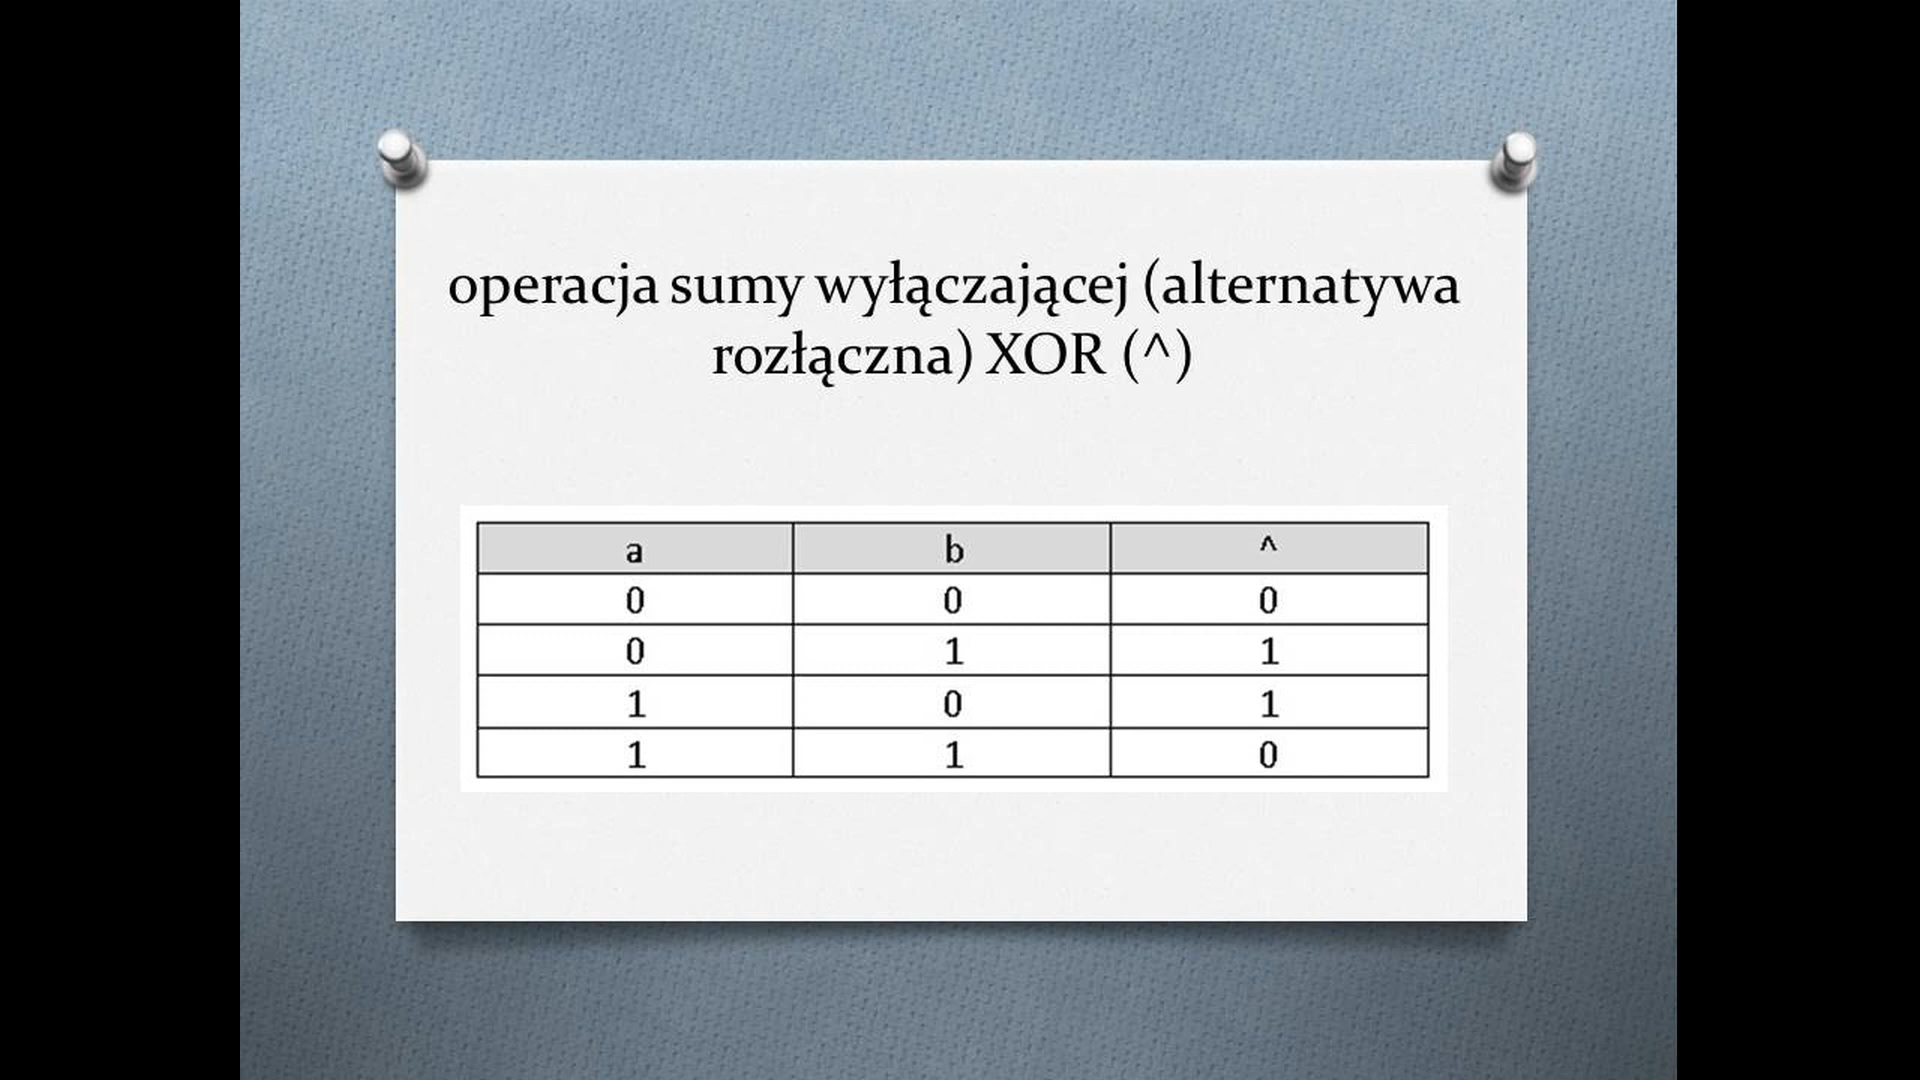 operacja sumy wyłączającej (alternatywa
rozłączna) XOR (^)
a b ^
0 0 0
0 1 1
1 0 1
1 1 0